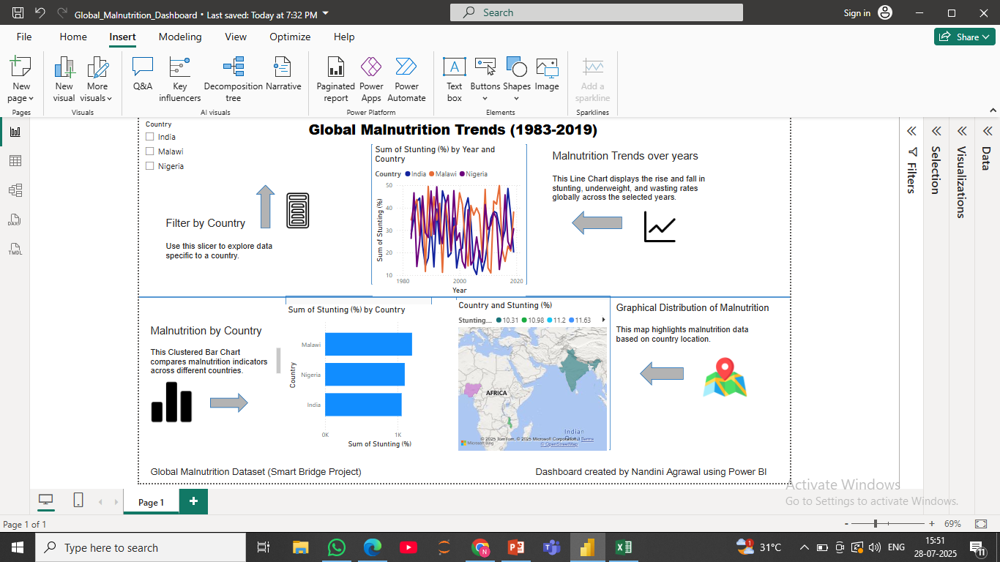 Global_Malnutrition_Dashboard • Last saved: Today at 7:32 PM
Search
Sign in
File Home Insert Modeling View Optimize Help
Share
New page
New visual
More visuals
Q&A
Key influencers
Decomposition tree
Narrative
Paginated report
Power Apps
Power Automate
Text box
Buttons
Shapes
Image
Add a sparkline
Pages
Visuals
AI visuals
Power Platform
Elements
Sparklines
DAX
TMDL
Country
India
Malawi
Nigeria
Global Malnutrition Trends (1983-2019)
Filter by Country
Use this slicer to explore data
specific to a country.
Sum of Stunting (%) by Year and
Country
Country India Malawi Nigeria
Sum of Stunting (%)
50
40
30
20
10
1980 2000 2020
Year
Malnutrition Trends over years
This Line Chart displays the rise and fall in
stunting, underweight, and wasting rates
globally across the selected years.
Malnutrition by Country
This Clustered Bar Chart
compares malnutrition indicators
across different countries.
Sum of Stunting (%) by Country
Country
Malawi
Nigeria
India
0K 1K
Sum of Stunting (%)
Country and Stunting (%)
Stunting... 10.31 10.98 11.2 11.63
AFRICA
Indian
Microsoft Bing
© 2025 TomTom, © 2025 Microsoft Corporation, Terms
© OpenStreetMap
Graphical Distribution of Malnutrition
This map highlights malnutrition data
based on country location.
Global Malnutrition Dataset (Smart Bridge Project)
Dashboard created by Nandini Agrawal using Power BI
Filters
Selection
Visualizations
Data
Activate Windows
Go to Settings to activate Windows.
Page 1
+
Page 1 of 1
- + 69%
Type here to search
N
31°C
ENG
15:51
28-07-2025
11